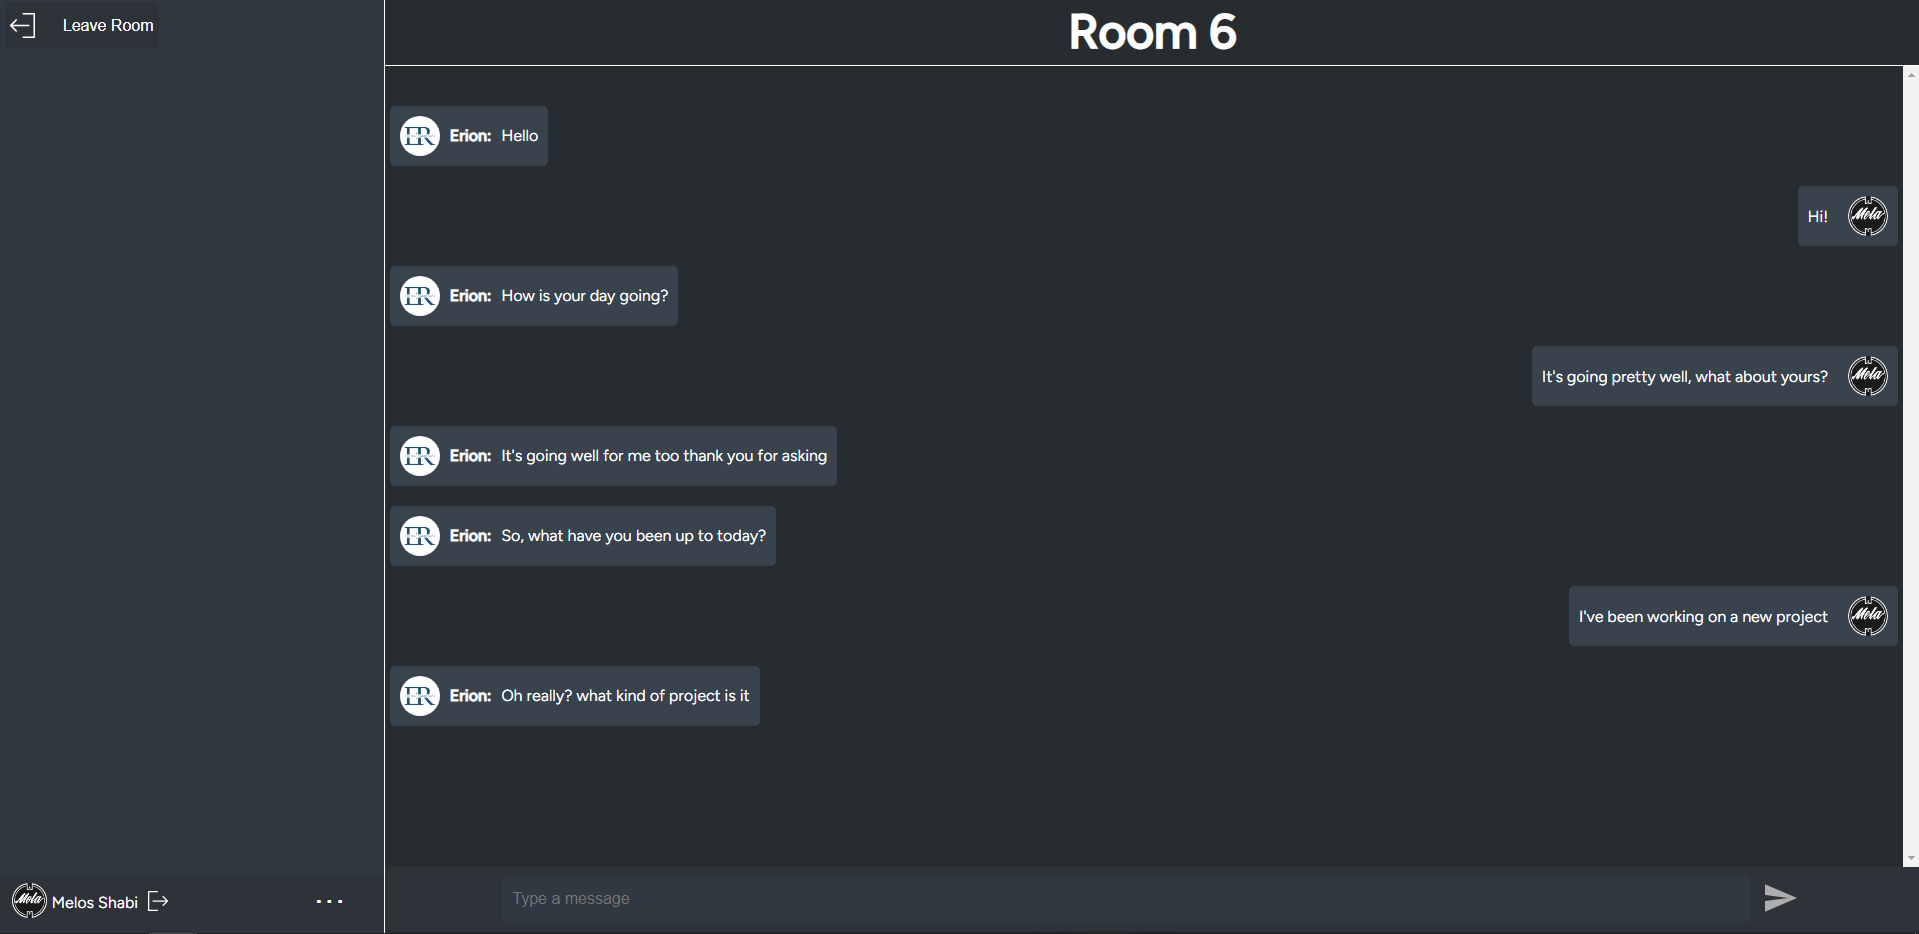 Leave Room
Room 6
ER Erion: Hello
Hi! Mela
ER Erion: How is your day going?
It's going pretty well, what about yours? Mela
ER Erion: It's going well for me too thank you for asking
ER Erion: So, what have you been up to today?
I've been working on a new project Mela
ER Erion: Oh really? what kind of project is it
Mela Melos Shabi
Type a message